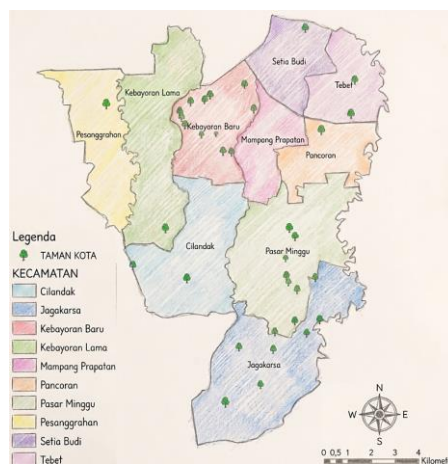 Setia Budi
Kebayoran Lama
Tebet
Pesanggrahan
Kebayoran Baru
Mampang Prapatan
Pancoran
Legenda
TAMAN KOTA
KECAMATAN
Cilandak
Jagakarsa
Kebayoran Baru
Kebayoran Lama
Mampang Prapatan
Pancoran
Pasar Minggu
Pesanggrahan
Setia Budi
Tebet
Cilandak
Pasar Minggu
Jagakarsa
N
W E
S
0 0,5 1 2 3 4
Kilomet